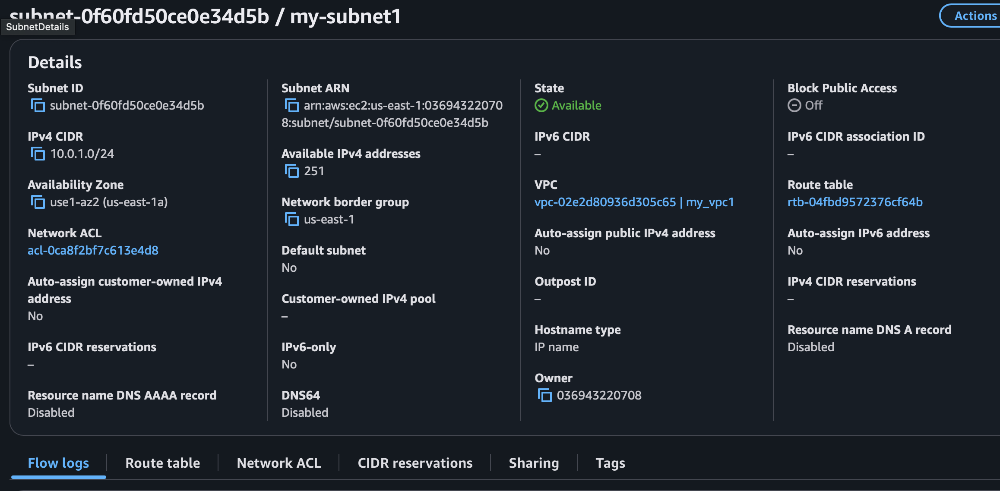 subnet-0f60fd50ce0e34d5b / my-subnet1
Actions
SubnetDetails
Details
Subnet ID
subnet-0f60fd50ce0e34d5b
IPv4 CIDR
10.0.1.0/24
Availability Zone
use1-az2 (us-east-1a)
Network ACL
acl-0ca8f2bf7c613e4d8
Auto-assign customer-owned IPv4
address
No
IPv6 CIDR reservations
–
Resource name DNS AAAA record
Disabled
Subnet ARN
arn:aws:ec2:us-east-1:03694322070
8:subnet/subnet-0f60fd50ce0e34d5b
Available IPv4 addresses
251
Network border group
us-east-1
Default subnet
No
Customer-owned IPv4 pool
–
IPv6-only
No
DNS64
Disabled
State
Available
IPv6 CIDR
–
VPC
vpc-02e2d80936d305c65 | my_vpc1
Auto-assign public IPv4 address
No
Outpost ID
–
Hostname type
IP name
Owner
036943220708
Block Public Access
Off
IPv6 CIDR association ID
–
Route table
rtb-04fbd9572376cf64b
Auto-assign IPv6 address
No
IPv4 CIDR reservations
–
Resource name DNS A record
Disabled
Flow logs
Route table
Network ACL
CIDR reservations
Sharing
Tags